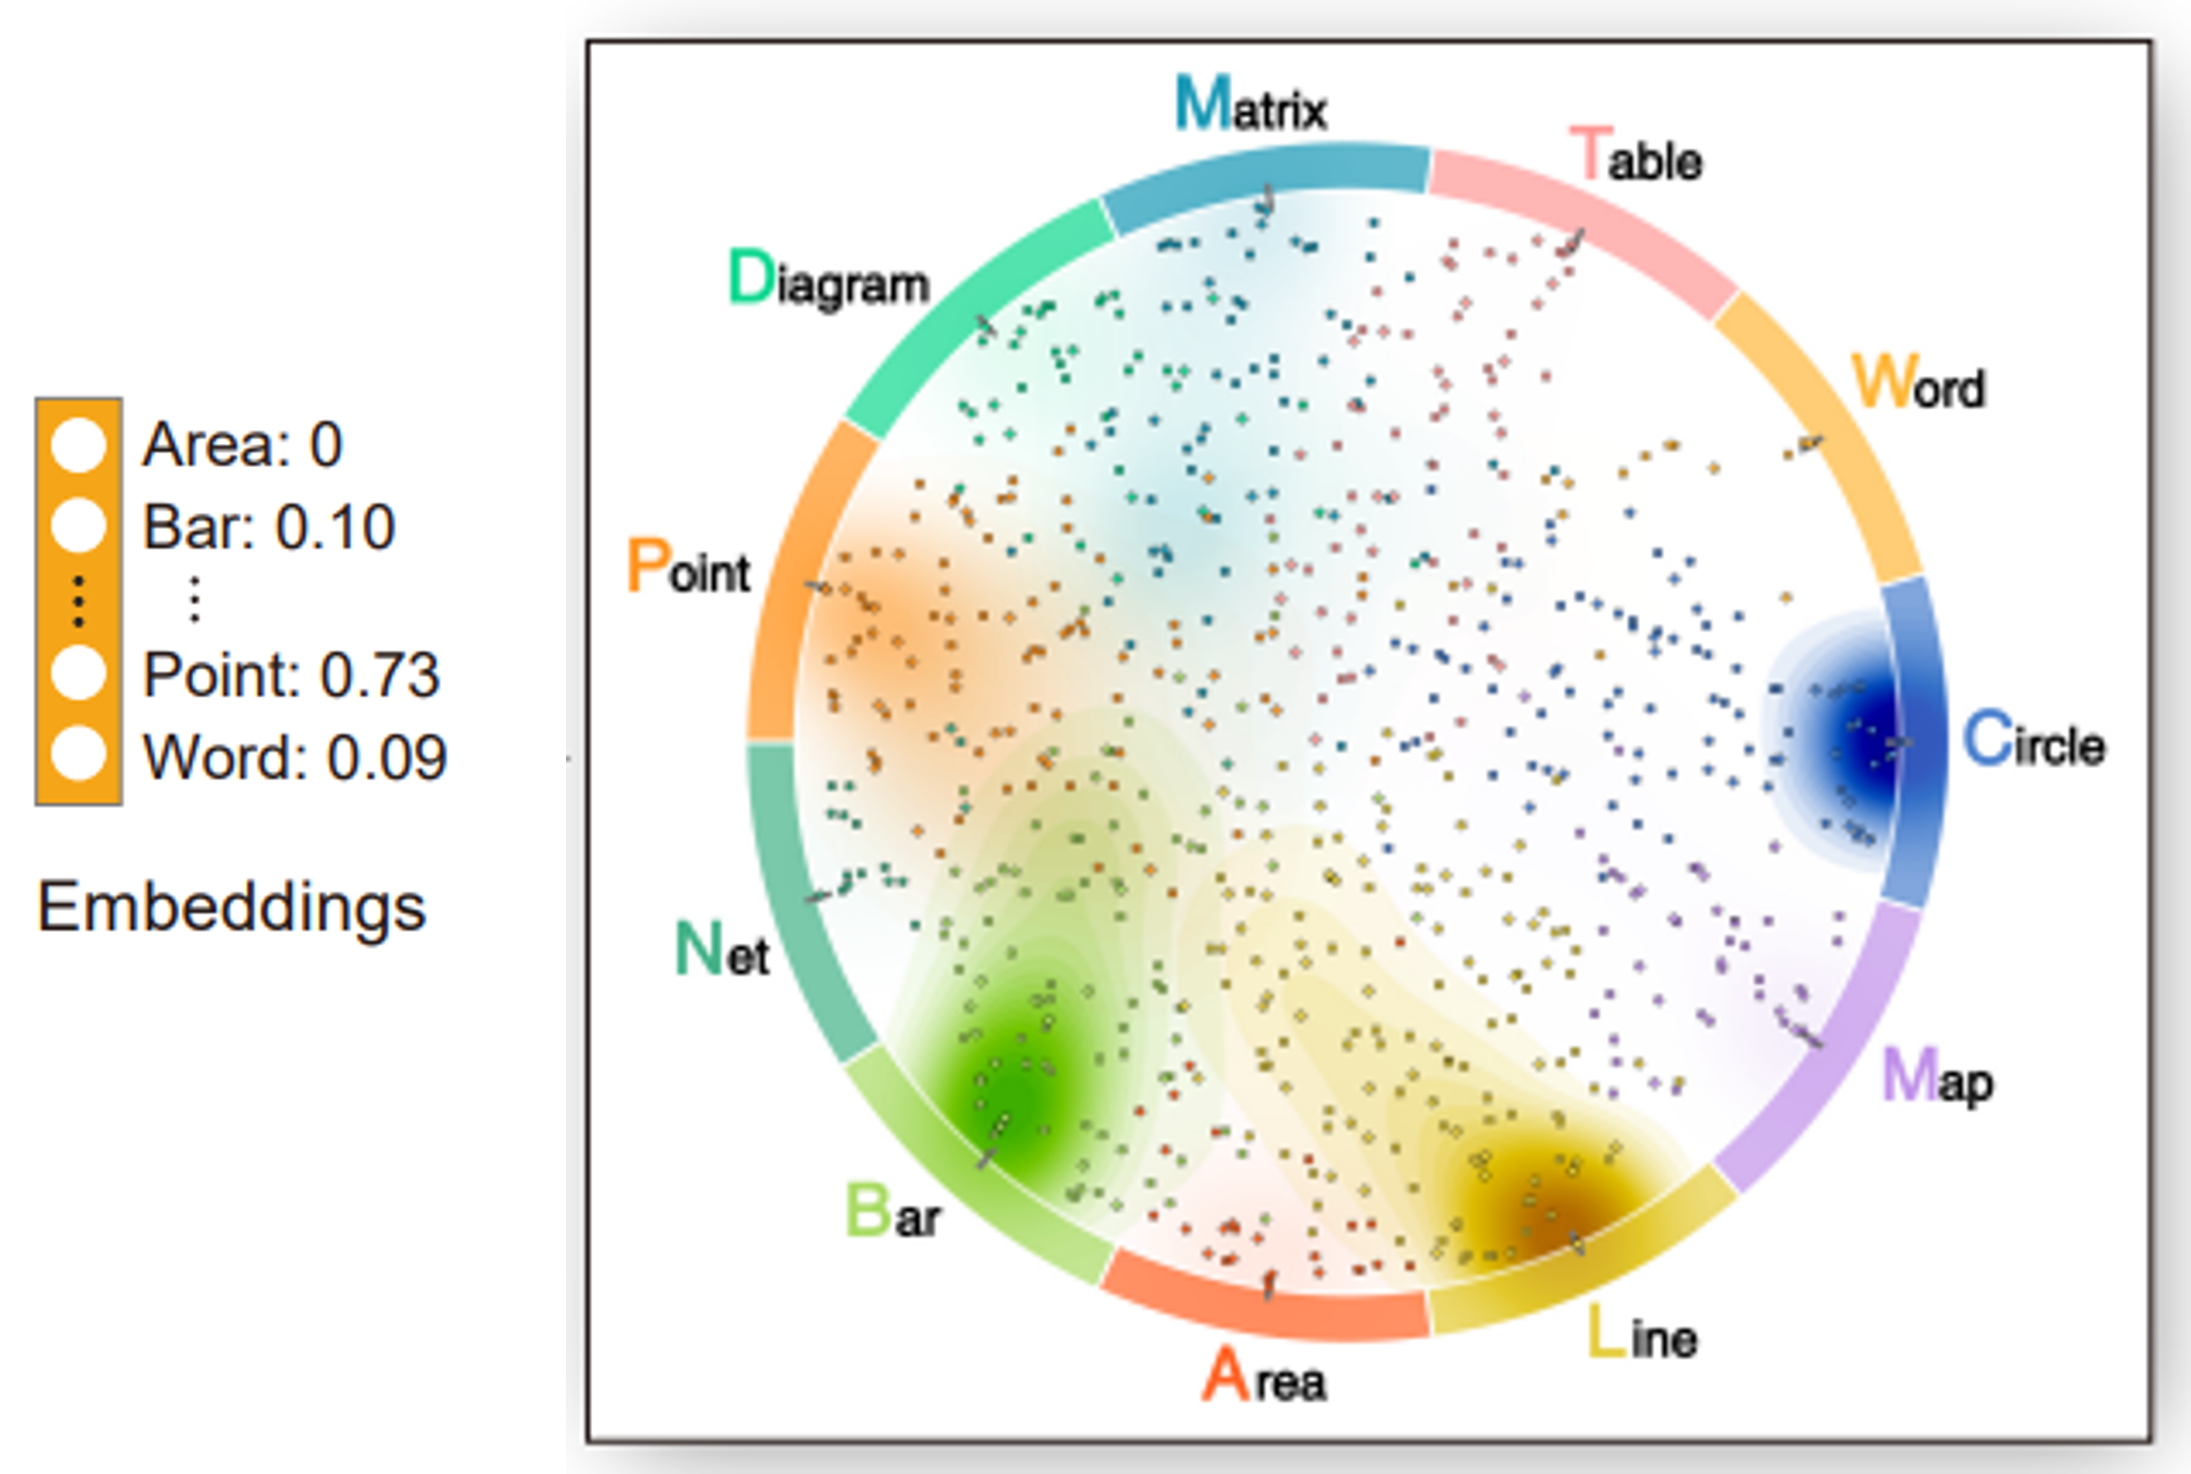 Area: 0
Bar: 0.10
Point: 0.73
Word: 0.09
Embeddings
Matrix
Table
Diagram
Word
Point
Circle
Net
Map
Bar
Line
Area